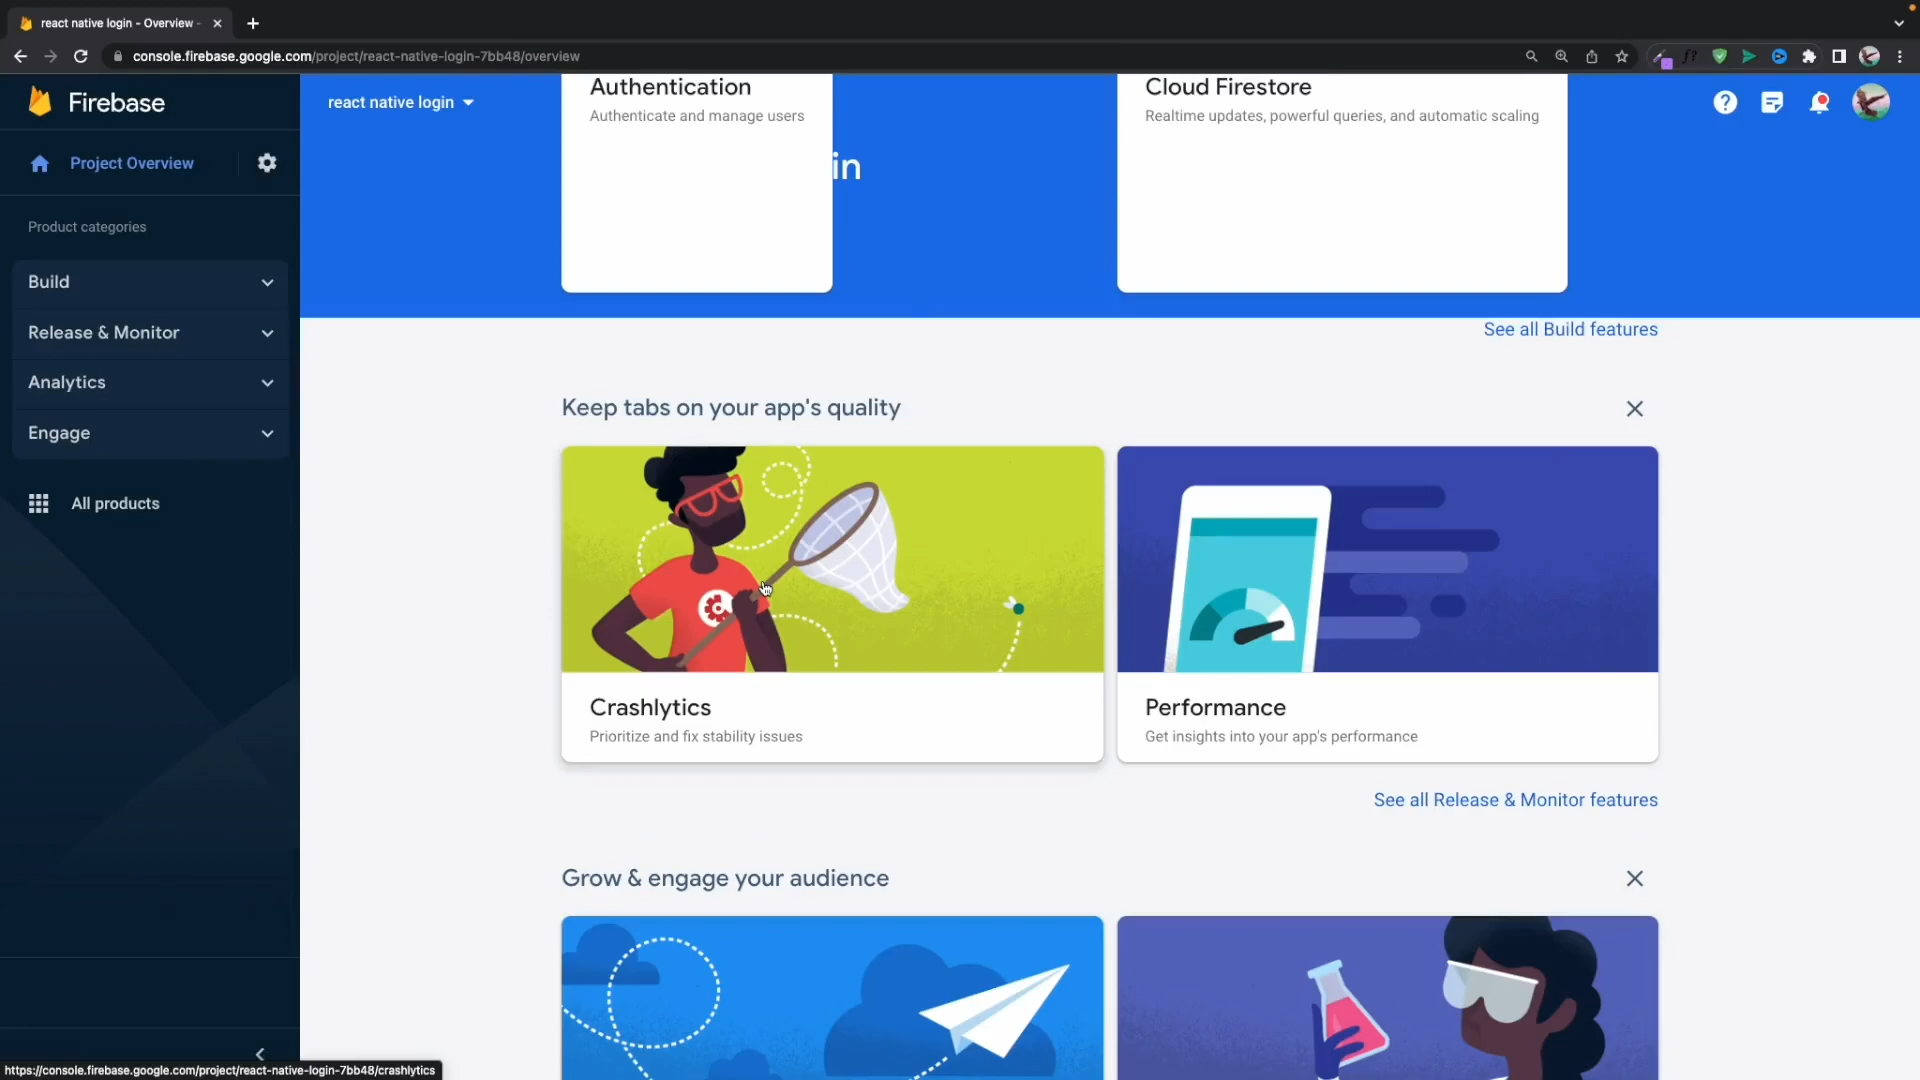 react native login - Overview -
console.firebase.google.com/project/react-native-login-7bb48/overview
Firebase
react native login
Authentication
Authenticate and manage users
Cloud Firestore
Realtime updates, powerful queries, and automatic scaling
in
Project Overview
Product categories
Build
Release & Monitor
Analytics
Engage
All products
See all Build features
Keep tabs on your app's quality
Crashlytics
Prioritize and fix stability issues
Performance
Get insights into your app's performance
See all Release & Monitor features
Grow & engage your audience
https://console.firebase.google.com/project/react-native-login-7bb48/crashlytics